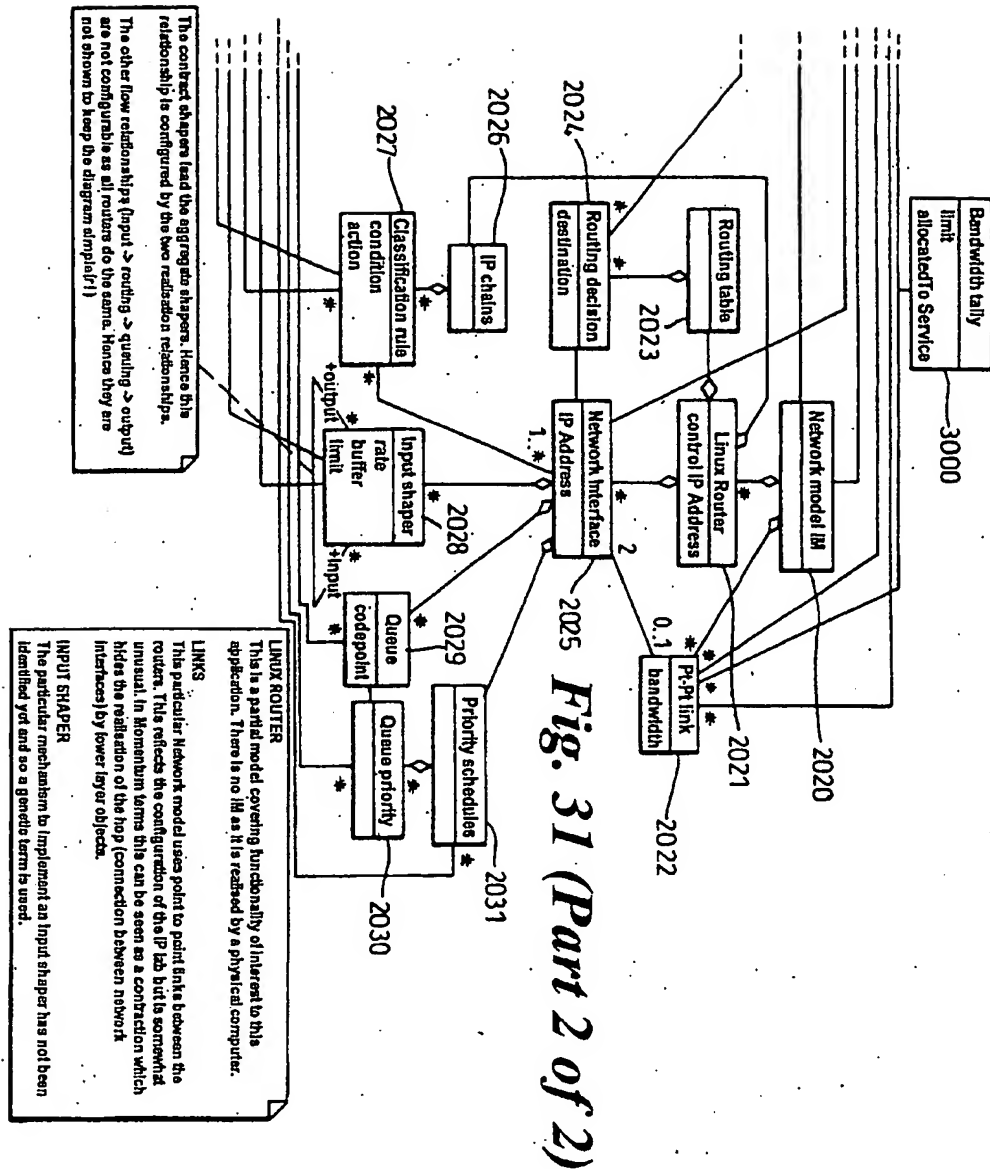 Bandwidth tally
limit
allocatedTo Service
3000
Network model IM
2020
Linux Router
control IP Address
2021
Pt-Pt link
bandwidth
2022
0..1
*
*
*
*
*
Routing table
2023
Routing decision
destination
2024
*
*
Network Interface
IP Address
2025
*
2
1..*
IP chains
2026
Classification rule
condition
action
2027
*
*
*
Input shaper
rate
buffer
limit
2028
*
+output
*
+Input
*
Queue
codepoint
2029
*
Queue priority
2030
*
*
Priority schedules
2031
*
Fig. 31 (Part 2 of 2)
The contract shapers lead the aggregate shapers. Hence this
relationship is configured by the two realisation relationships.
The other flow relationships (Input -> routing -> queuing -> output)
are not configurable as all routers do the same. Hence they are
not shown to keep the diagram simple(r!)
LINUX ROUTER
This is a partial model covering functionality of interest to this
application. There is no IM as it is realised by a physical computer.
LINKS
This particular Network model uses point to point links between the
routers. This reflects the configuration of the IP lab but is somewhat
unusual. In Momentum terms this can be seen as a contraction which
hides the realisation of the hop (connection between network
interfaces) by lower layer objects.
INPUT SHAPER
The particular mechanism to implement an Input shaper has not been
identified yet and so a genetic term is used.